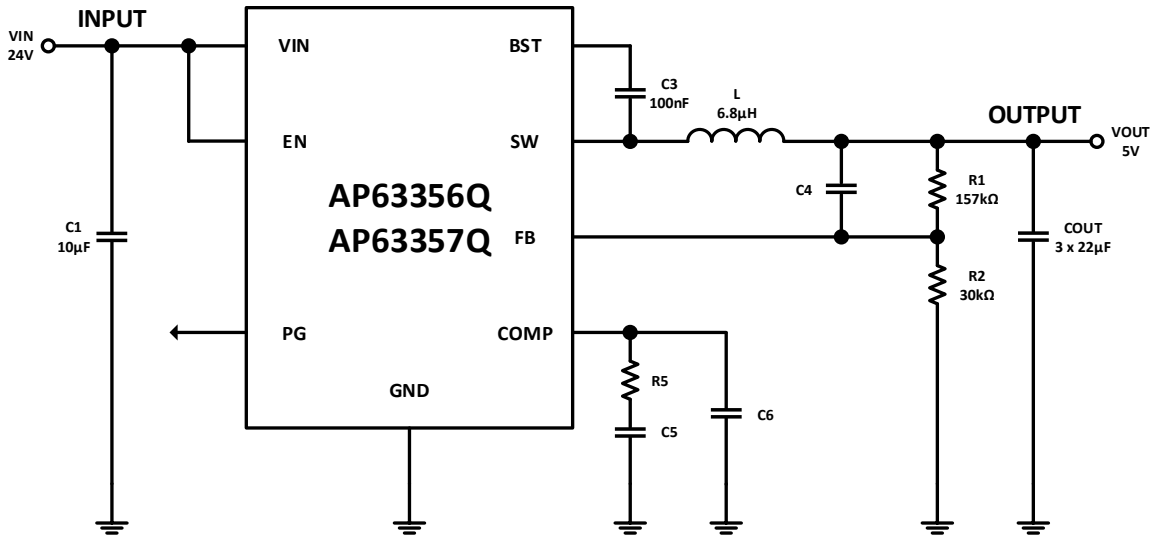 INPUT
VIN
24V
VIN
BST
C3
100nF
L
6.8µH
OUTPUT
VOUT
5V
EN
SW
AP63356Q
AP63357Q
C4
R1
157kΩ
C1
10µF
FB
COUT
3 x 22µF
R2
30kΩ
PG
COMP
GND
R5
C5
C6